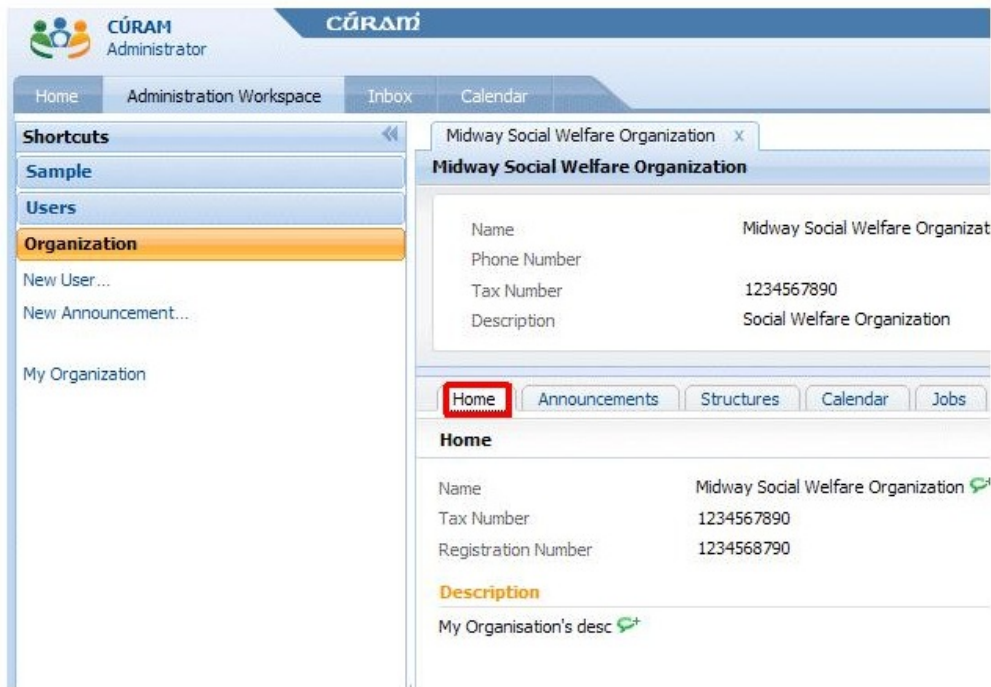 CÚRAM
Administrator
CÚRAM
Home Administration Workspace Inbox Calendar
Shortcuts
Sample
Users
Organization
New User...
New Announcement...
My Organization
Midway Social Welfare Organization x
Midway Social Welfare Organization
Name Midway Social Welfare Organizat
Phone Number
Tax Number 1234567890
Description Social Welfare Organization
Home Announcements Structures Calendar Jobs
Home
Name Midway Social Welfare Organization
Tax Number 1234567890
Registration Number 1234568790
Description
My Organisation's desc